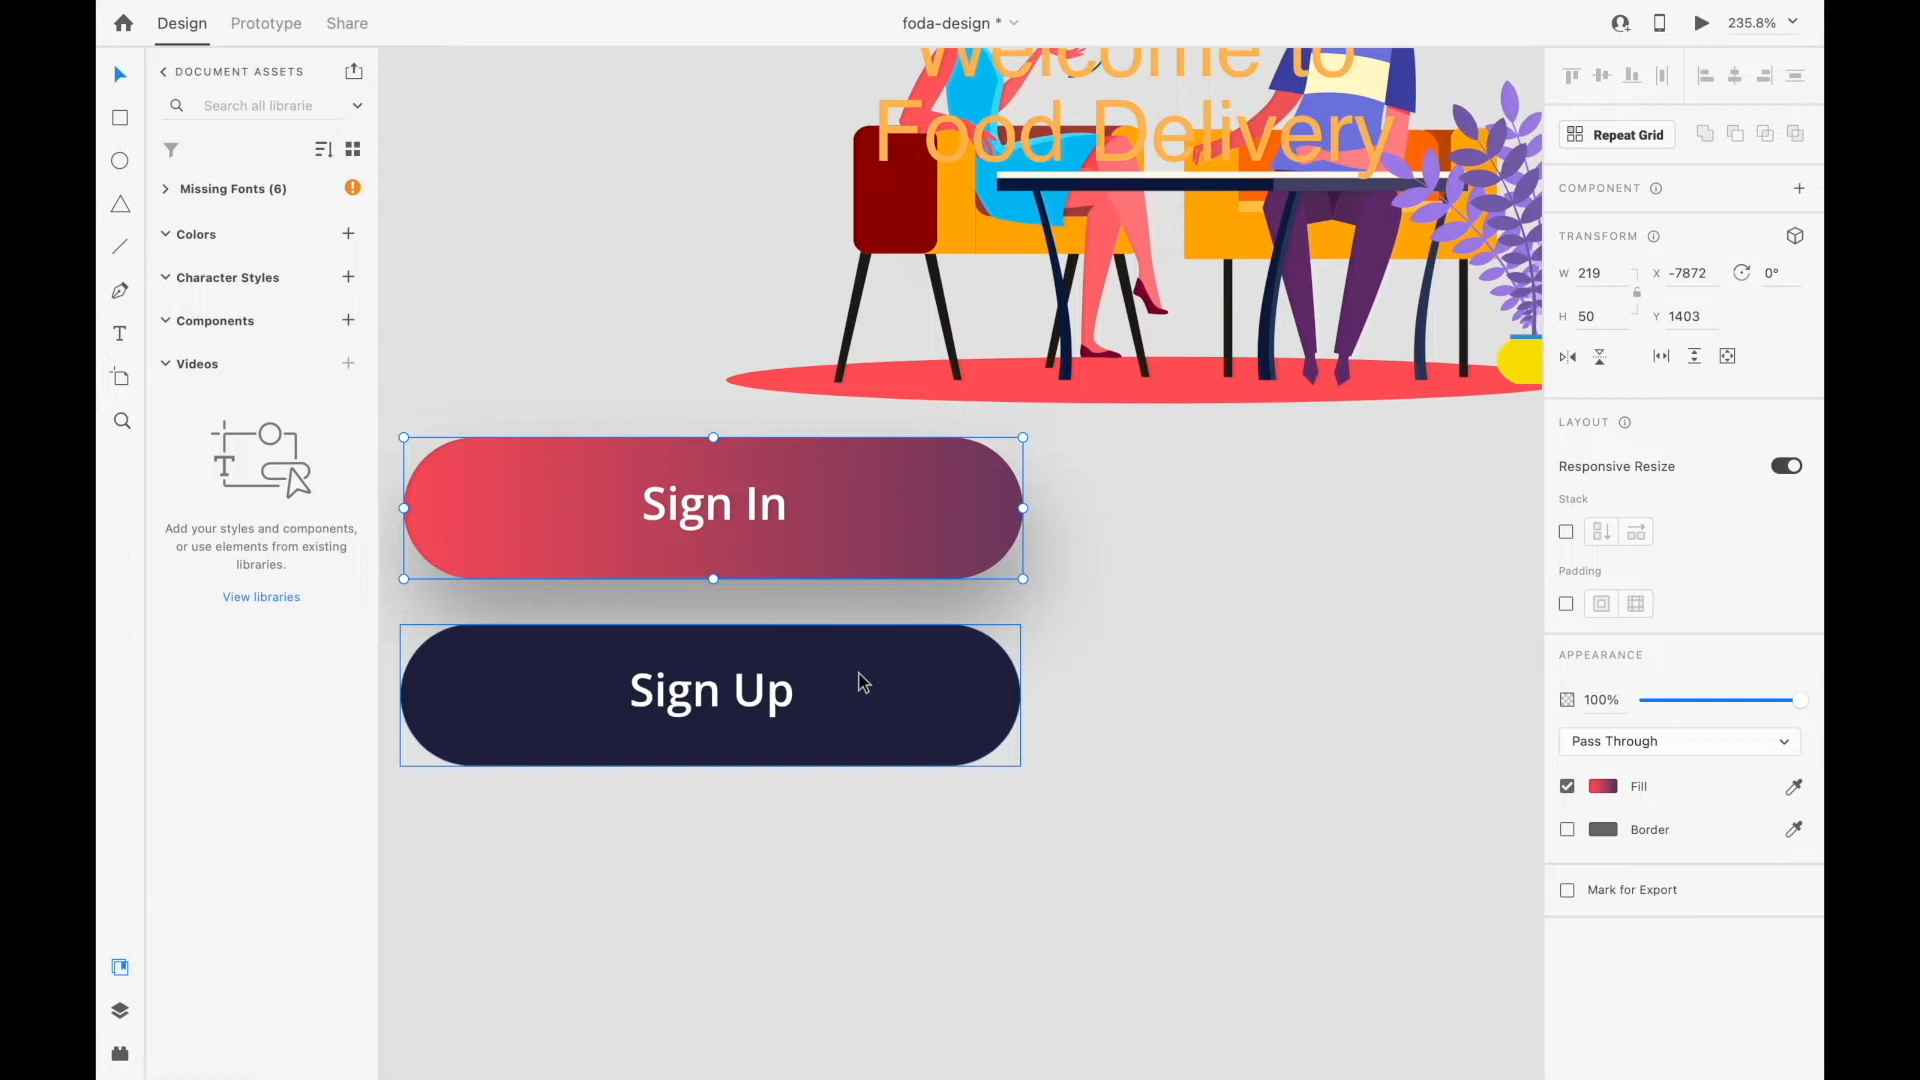 Design Prototype Share
foda-design *
235.8%
DOCUMENT ASSETS
Search all librarie
Missing Fonts (6)
Colors
Character Styles
Components
Videos
Add your styles and components,
or use elements from existing
libraries.
View libraries
Welcome to
Food Delivery
Sign In
Sign Up
Repeat Grid
COMPONENT
TRANSFORM
W 219 X -7872 0°
H 50 Y 1403
LAYOUT
Responsive Resize
Stack
Padding
APPEARANCE
100%
Pass Through
Fill
Border
Mark for Export